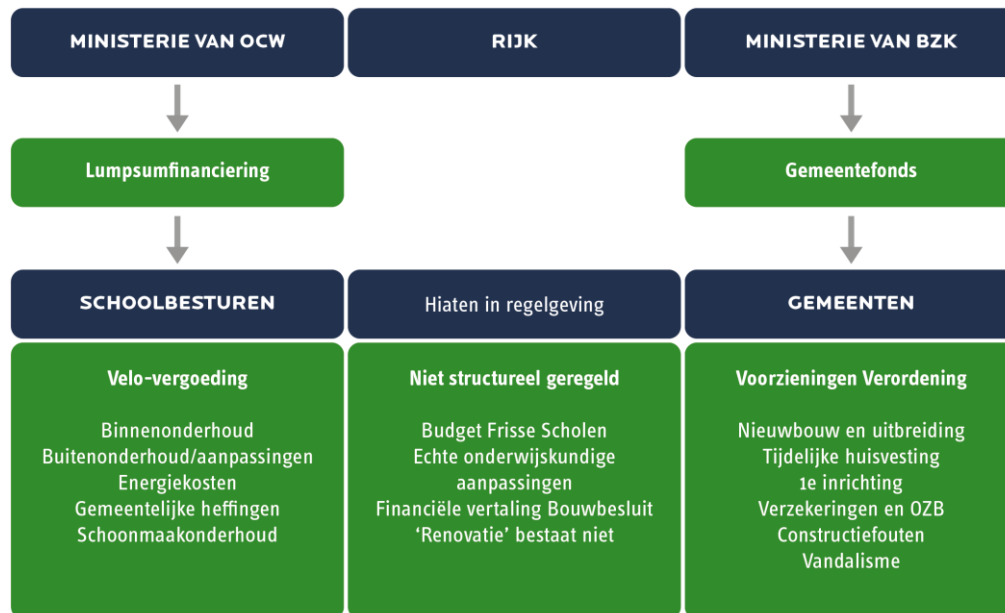 MINISTERIE VAN OCW
RIJK
MINISTERIE VAN BZK
Lumpsumfinanciering
Gemeentefonds
SCHOOLBESTUREN
Hiaten in regelgeving
GEMEENTEN
Velo-vergoeding
Binnenonderhoud
Buitenonderhoud/aanpassingen
Energiekosten
Gemeentelijke heffingen
Schoonmaakonderhoud
Niet structureel geregeld
Budget Frisse Scholen
Echte onderwijskundige
aanpassingen
Financiële vertaling Bouwbesluit
‘Renovatie’ bestaat niet
Voorzieningen Verordening
Nieuwbouw en uitbreiding
Tijdelijke huisvesting
1e inrichting
Verzekeringen en OZB
Constructiefouten
Vandalisme